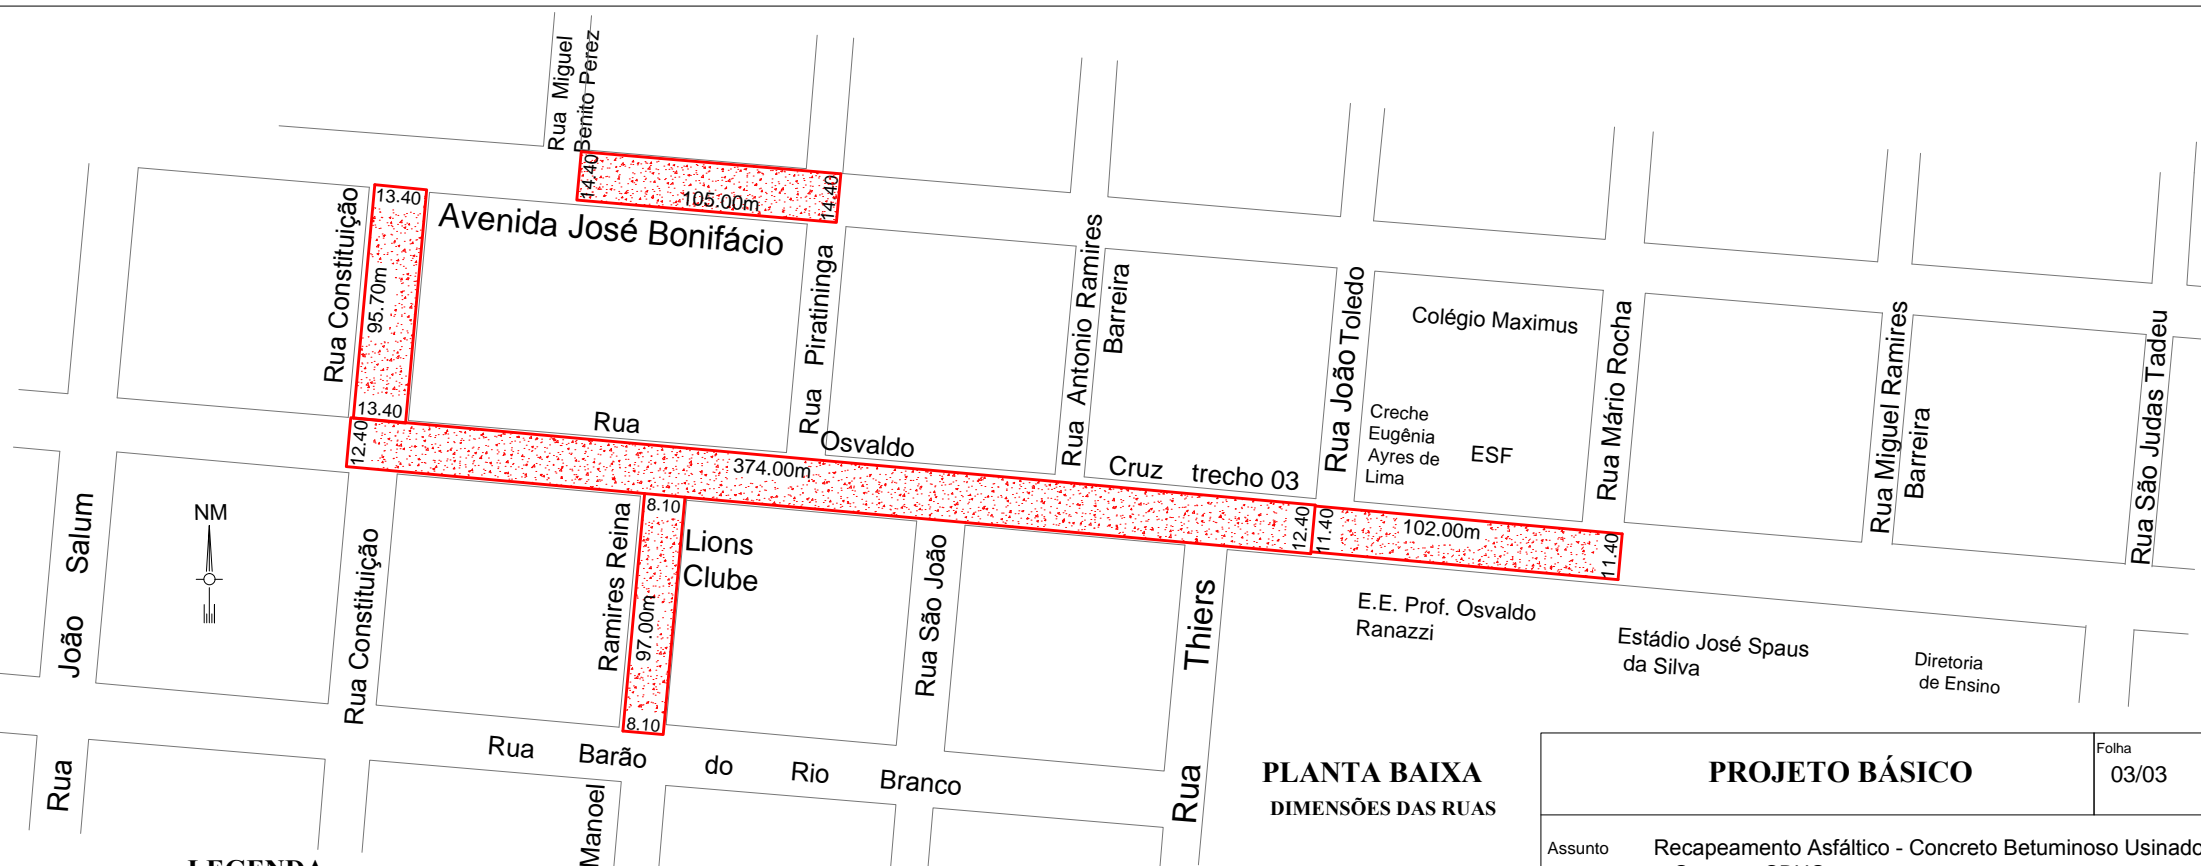 Rua Miguel
Benito Perez
14.40
105.00m
14.40
13.40
Avenida José Bonifácio
Rua Constituição
95.70m
13.40
Rua Piratininga
Rua Antonio Ramires
Barreira
Rua João Toledo
Colégio Maximus
Creche
Eugênia
Ayres de
Lima
ESF
Rua Mário Rocha
Rua Miguel Ramires
Barreira
Rua São Judas Tadeu
Rua Osvaldo Cruz trecho 03
12.40
374.00m
12.40
11.40
102.00m
11.40
NM
Rua João Salum
Rua Constituição
Manoel Ramires Reina
8.10
97.00m
8.10
Lions
Clube
Rua São João
Rua Thiers
E.E. Prof. Osvaldo
Ranazzi
Estádio José Spaus
da Silva
Diretoria
de Ensino
Rua Barão do Rio Branco
PLANTA BAIXA
DIMENSÕES DAS RUAS
PROJETO BÁSICO
Folha
03/03
Assunto
Recapeamento Asfáltico - Concreto Betuminoso Usinado
LEGENDA